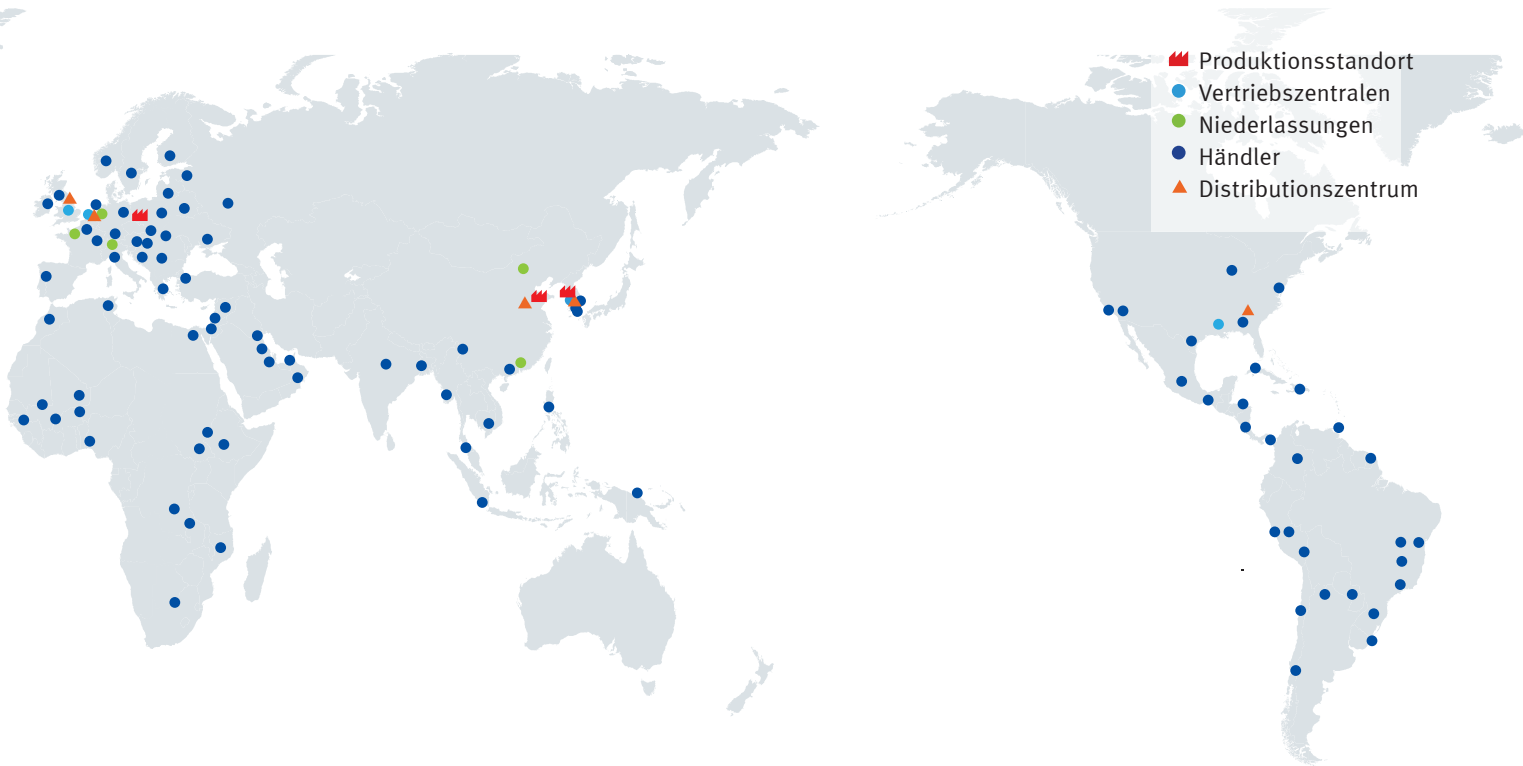 Produktionsstandort
Vertriebszentralen
Niederlassungen
Händler
Distributionszentrum